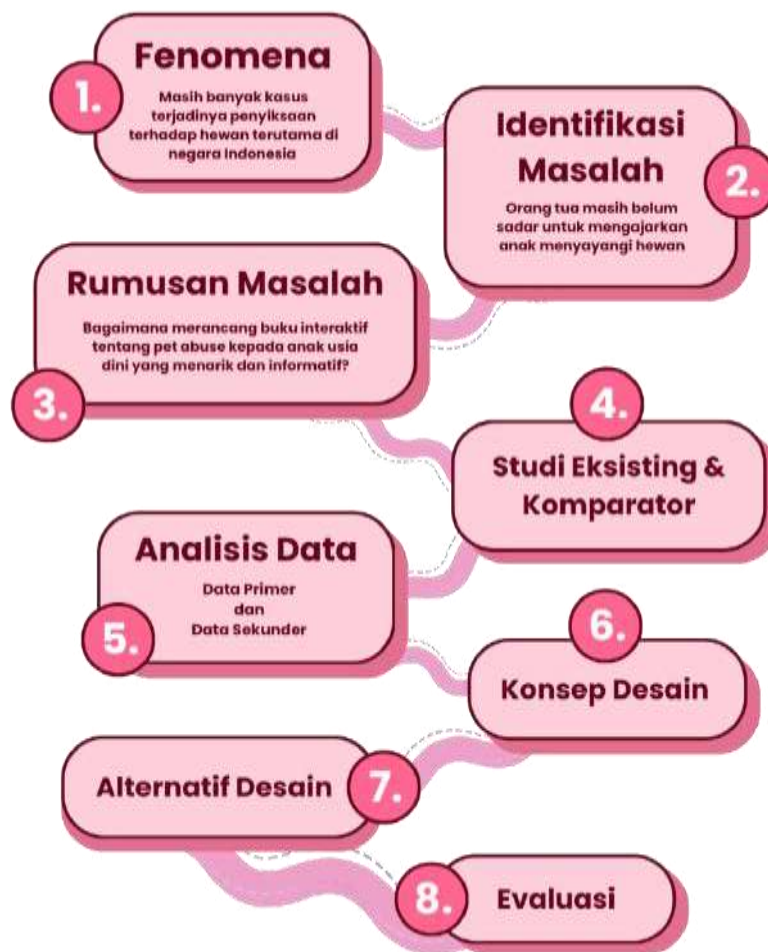 1.
Fenomena
Masih banyak kasus
terjadinya penyiksaan
terhadap hewan terutama di
negara Indonesia
2.
Identifikasi
Masalah
Orang tua masih belum
sadar untuk mengajarkan
anak menyayangi hewan
3.
Rumusan Masalah
Bagaimana merancang buku interaktif
tentang pet abuse kepada anak usia
dini yang menarik dan informatif?
4.
Studi Eksisting &
Komparator
5.
Analisis Data
Data Primer
dan
Data Sekunder
6.
Konsep Desain
7.
Alternatif Desain
8.
Evaluasi